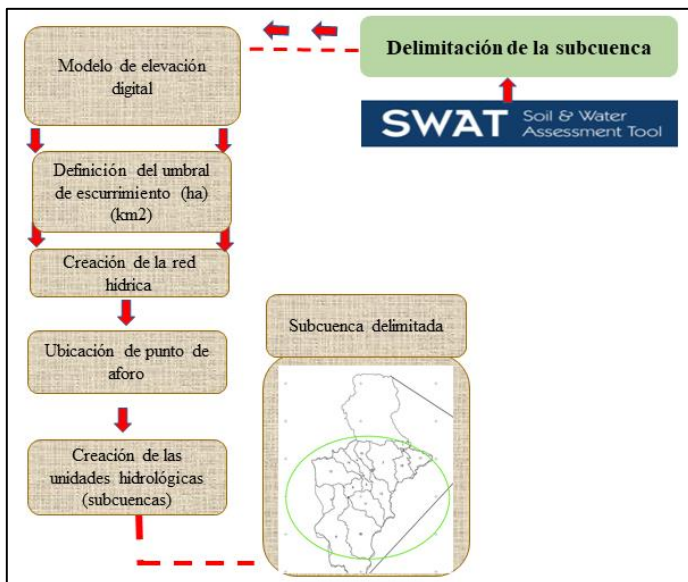 Delimitación de la subcuenca
SWAT Soil & Water
Assessment Tool
Modelo de elevación
digital
Definición del umbral
de escurrimiento (ha)
(km2)
Creación de la red
hídrica
Ubicación de punto de
aforo
Creación de las
unidades hidrológicas
(subcuecas)
Subcuenca delimitada